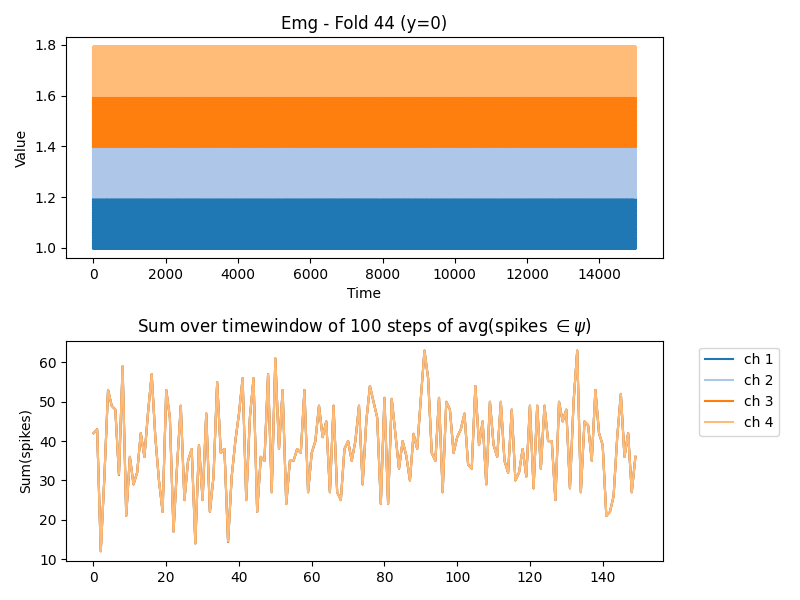 Emg - Fold 44 (y=0)
Value
1.8
1.6
1.4
1.2
1.0
0 2000 4000 6000 8000 10000 12000 14000
Time
Sum over timewindow of 100 steps of avg(spikes ∈ ψ)
Sum(spikes)
60
50
40
30
20
10
0 20 40 60 80 100 120 140
ch 1
ch 2
ch 3
ch 4